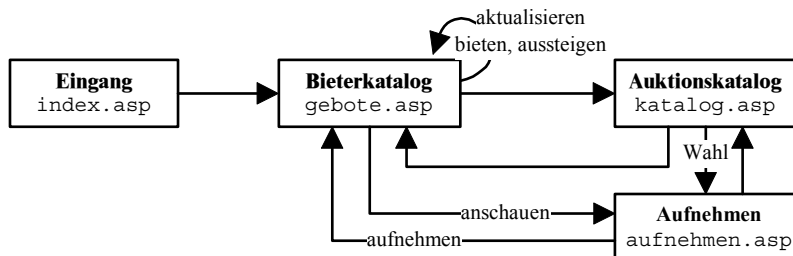 aktualisieren
bieten, aussteigen
Eingang
index.asp
Bieterkatalog
gebote.asp
Auktionskatalog
katalog.asp
Wahl
anschauen
aufnehmen
Aufnehmen
aufnehmen.asp